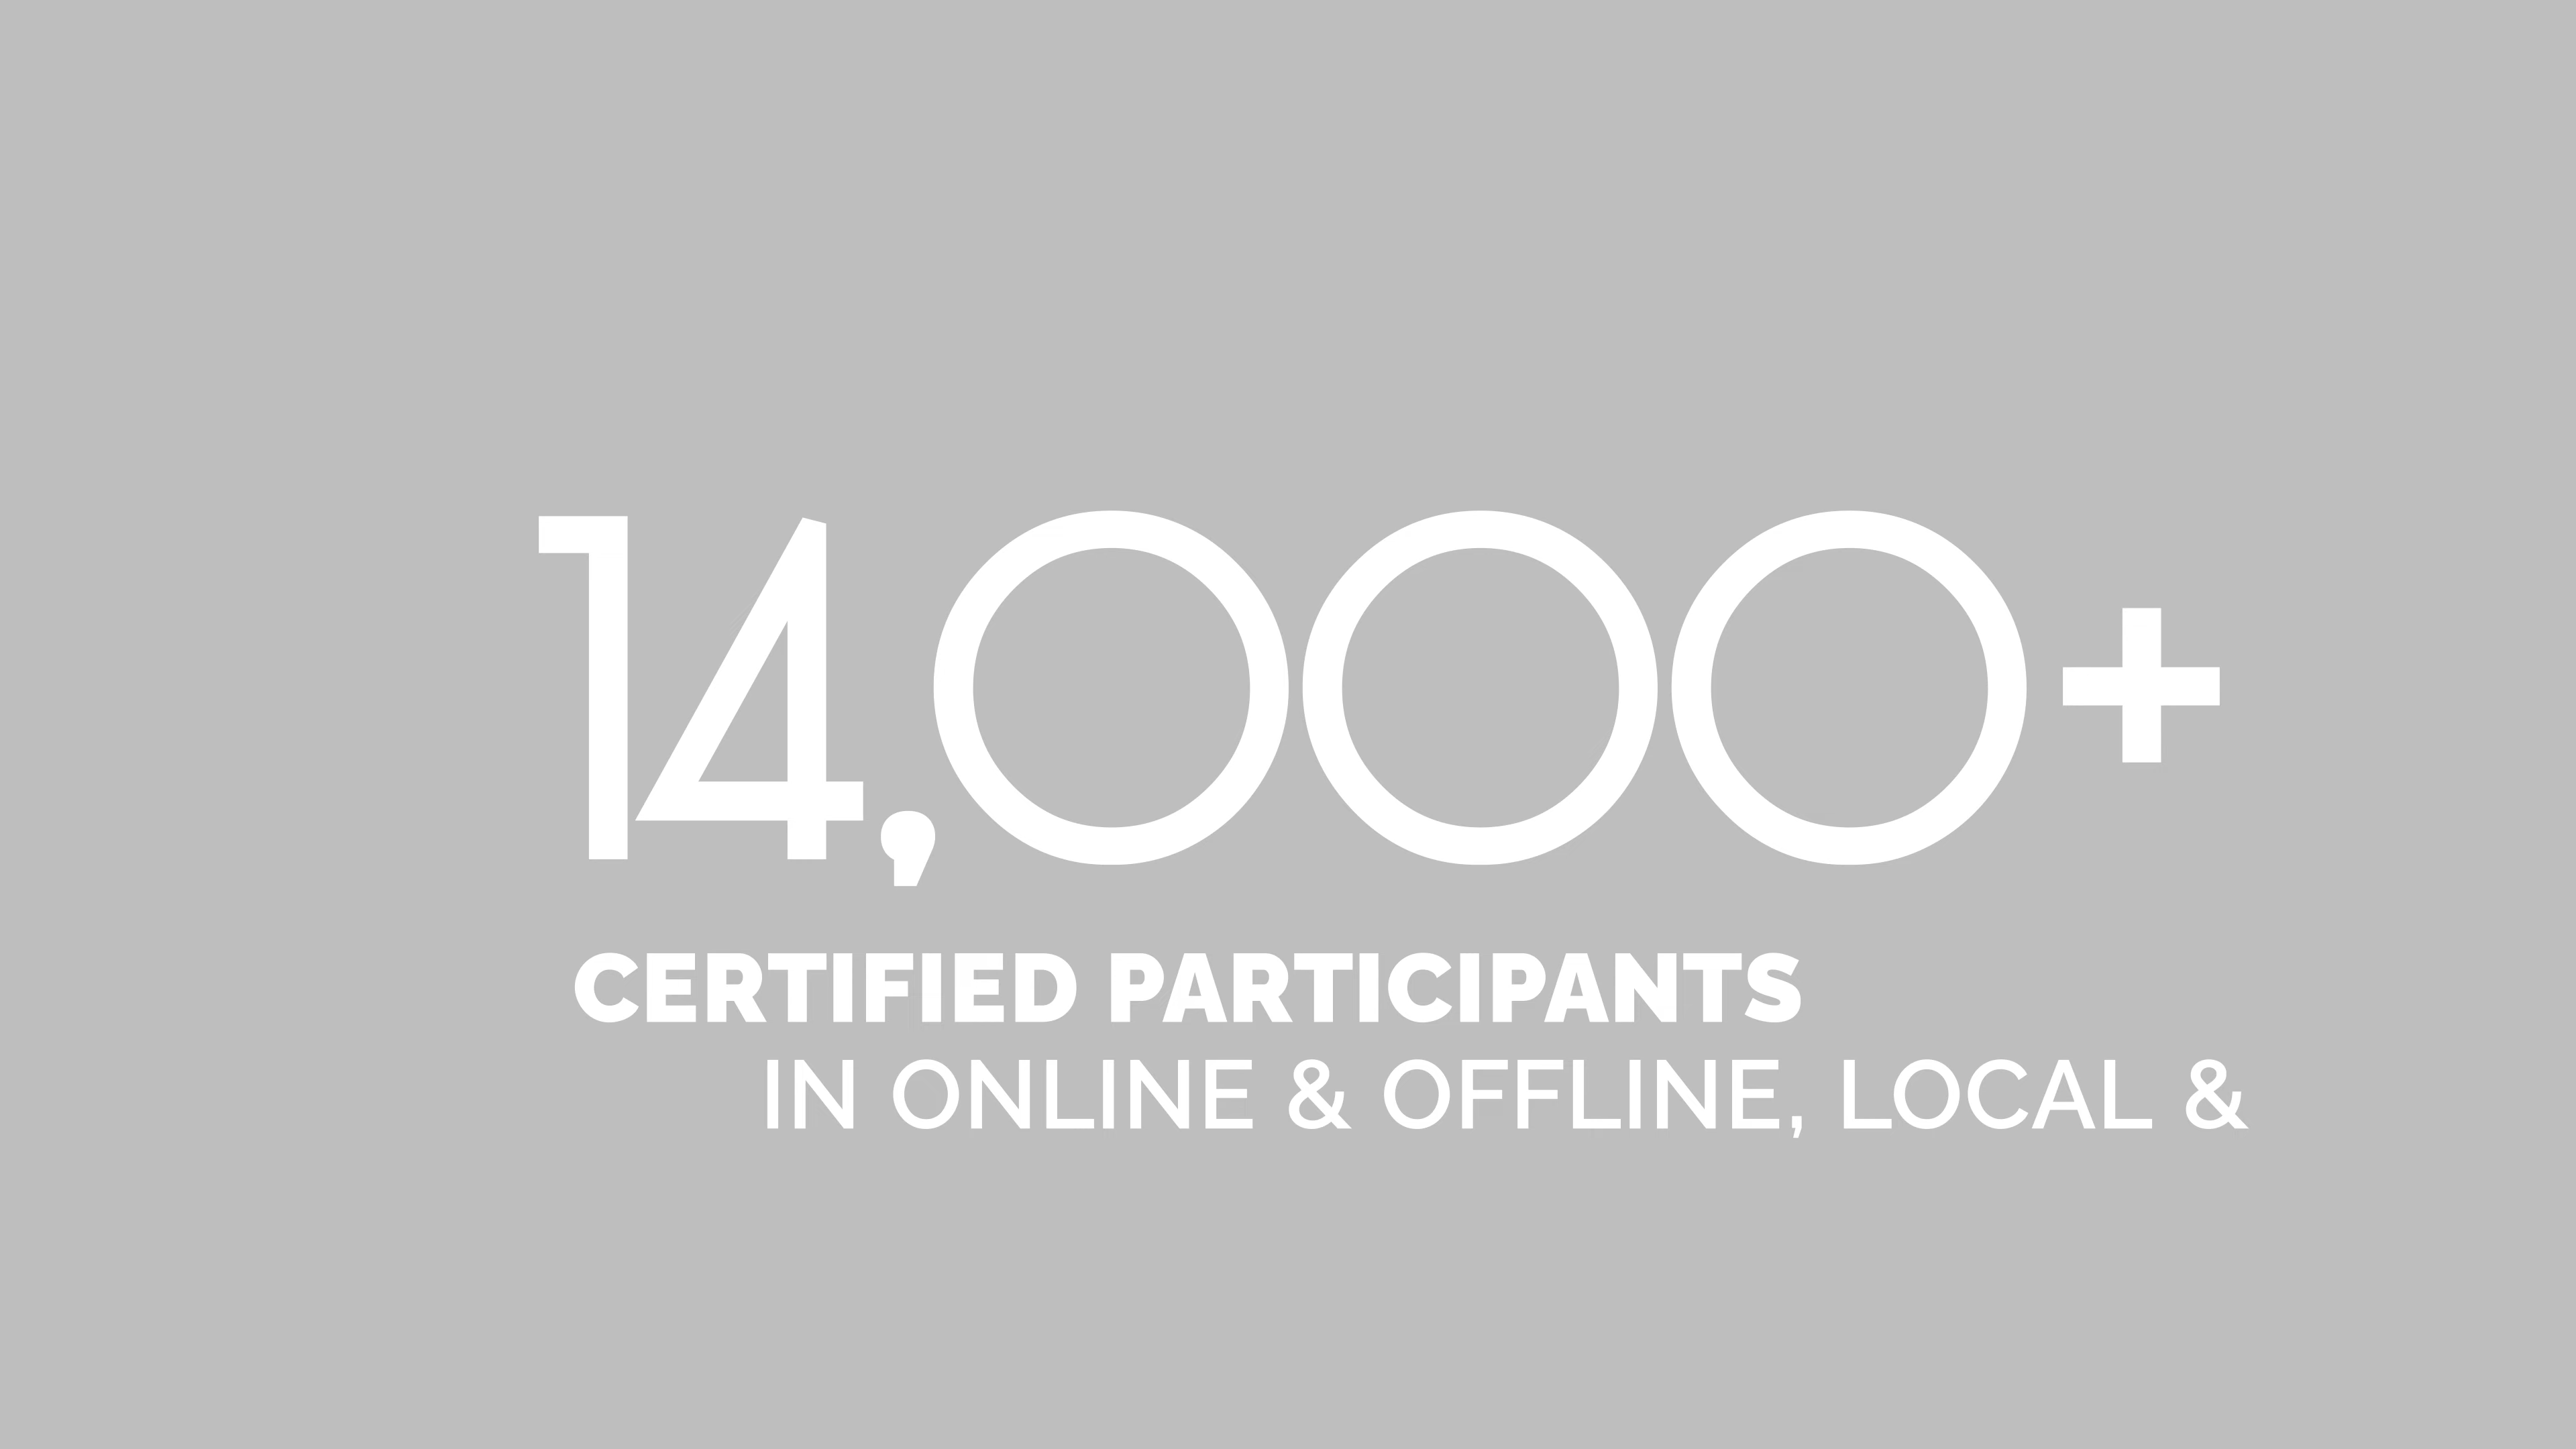 14,000+
CERTIFIED PARTICIPANTS
IN ONLINE & OFFLINE, LOCAL &